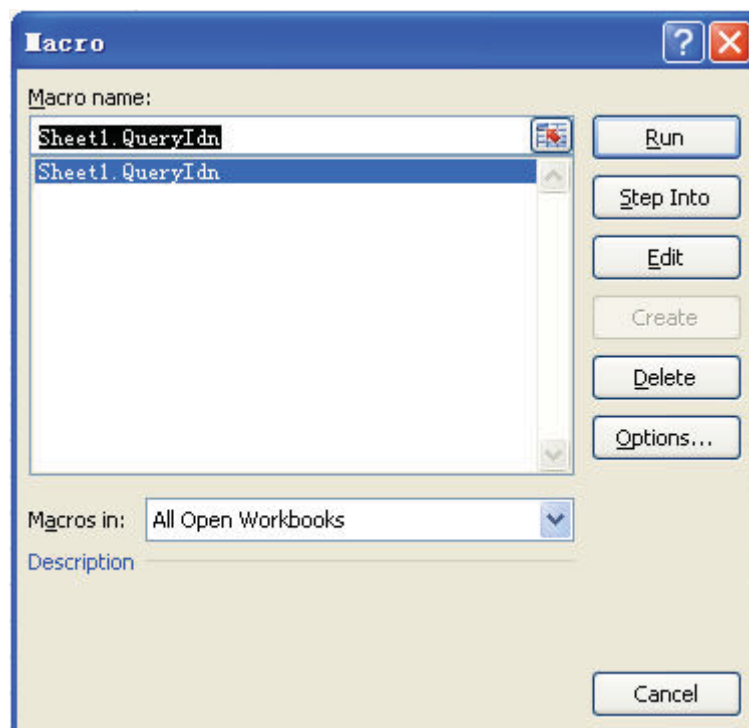 Macro
Macro name:
Sheet1.QueryIdn
Sheet1.QueryIdn
Run
Step Into
Edit
Create
Delete
Options...
Macros in:
All Open Workbooks
Description
Cancel